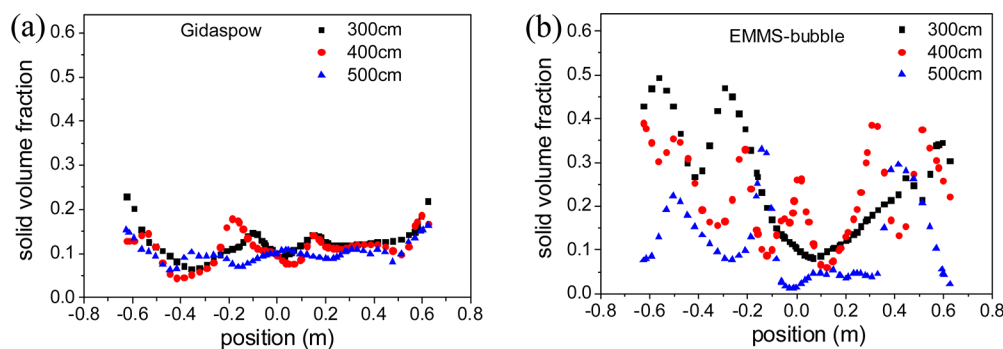 (a)
Gidaspow
300cm
400cm
500cm
solid volume fraction
0.6
0.5
0.4
0.3
0.2
0.1
0.0
-0.8 -0.6 -0.4 -0.2 0.0 0.2 0.4 0.6 0.8
position (m)
(b)
EMMS-bubble
300cm
400cm
500cm
solid volume fraction
0.6
0.5
0.4
0.3
0.2
0.1
0.0
-0.8 -0.6 -0.4 -0.2 0.0 0.2 0.4 0.6 0.8
position (m)